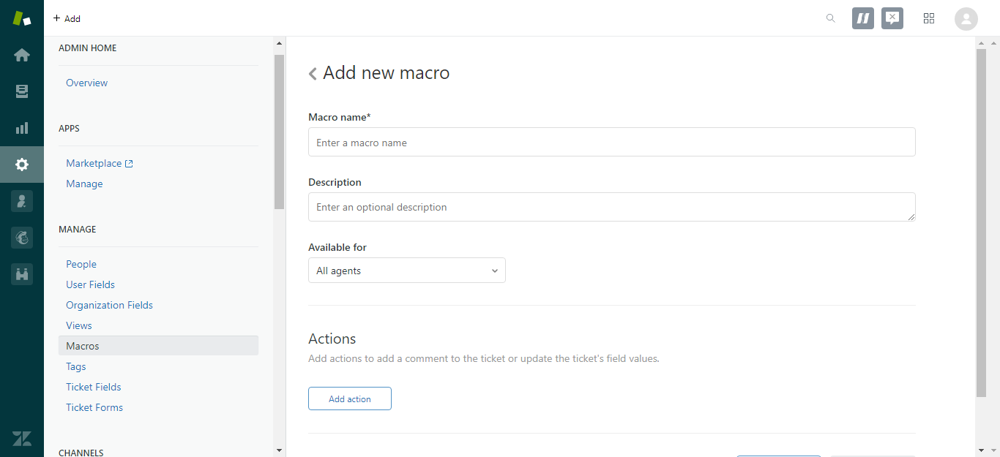 + Add
ADMIN HOME
Overview
APPS
Marketplace
Manage
MANAGE
People
User Fields
Organization Fields
Views
Macros
Tags
Ticket Fields
Ticket Forms
CHANNELS
Add new macro
Macro name*
Enter a macro name
Description
Enter an optional description
Available for
All agents
Actions
Add actions to add a comment to the ticket or update the ticket's field values.
Add action